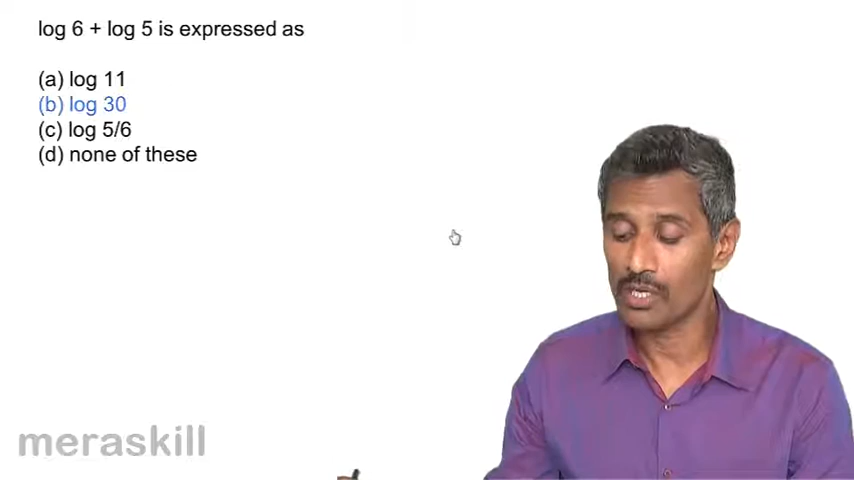 log 6 + log 5 is expressed as
(a) log 11
(b) log 30
(c) log 5/6
(d) none of these
meraskill